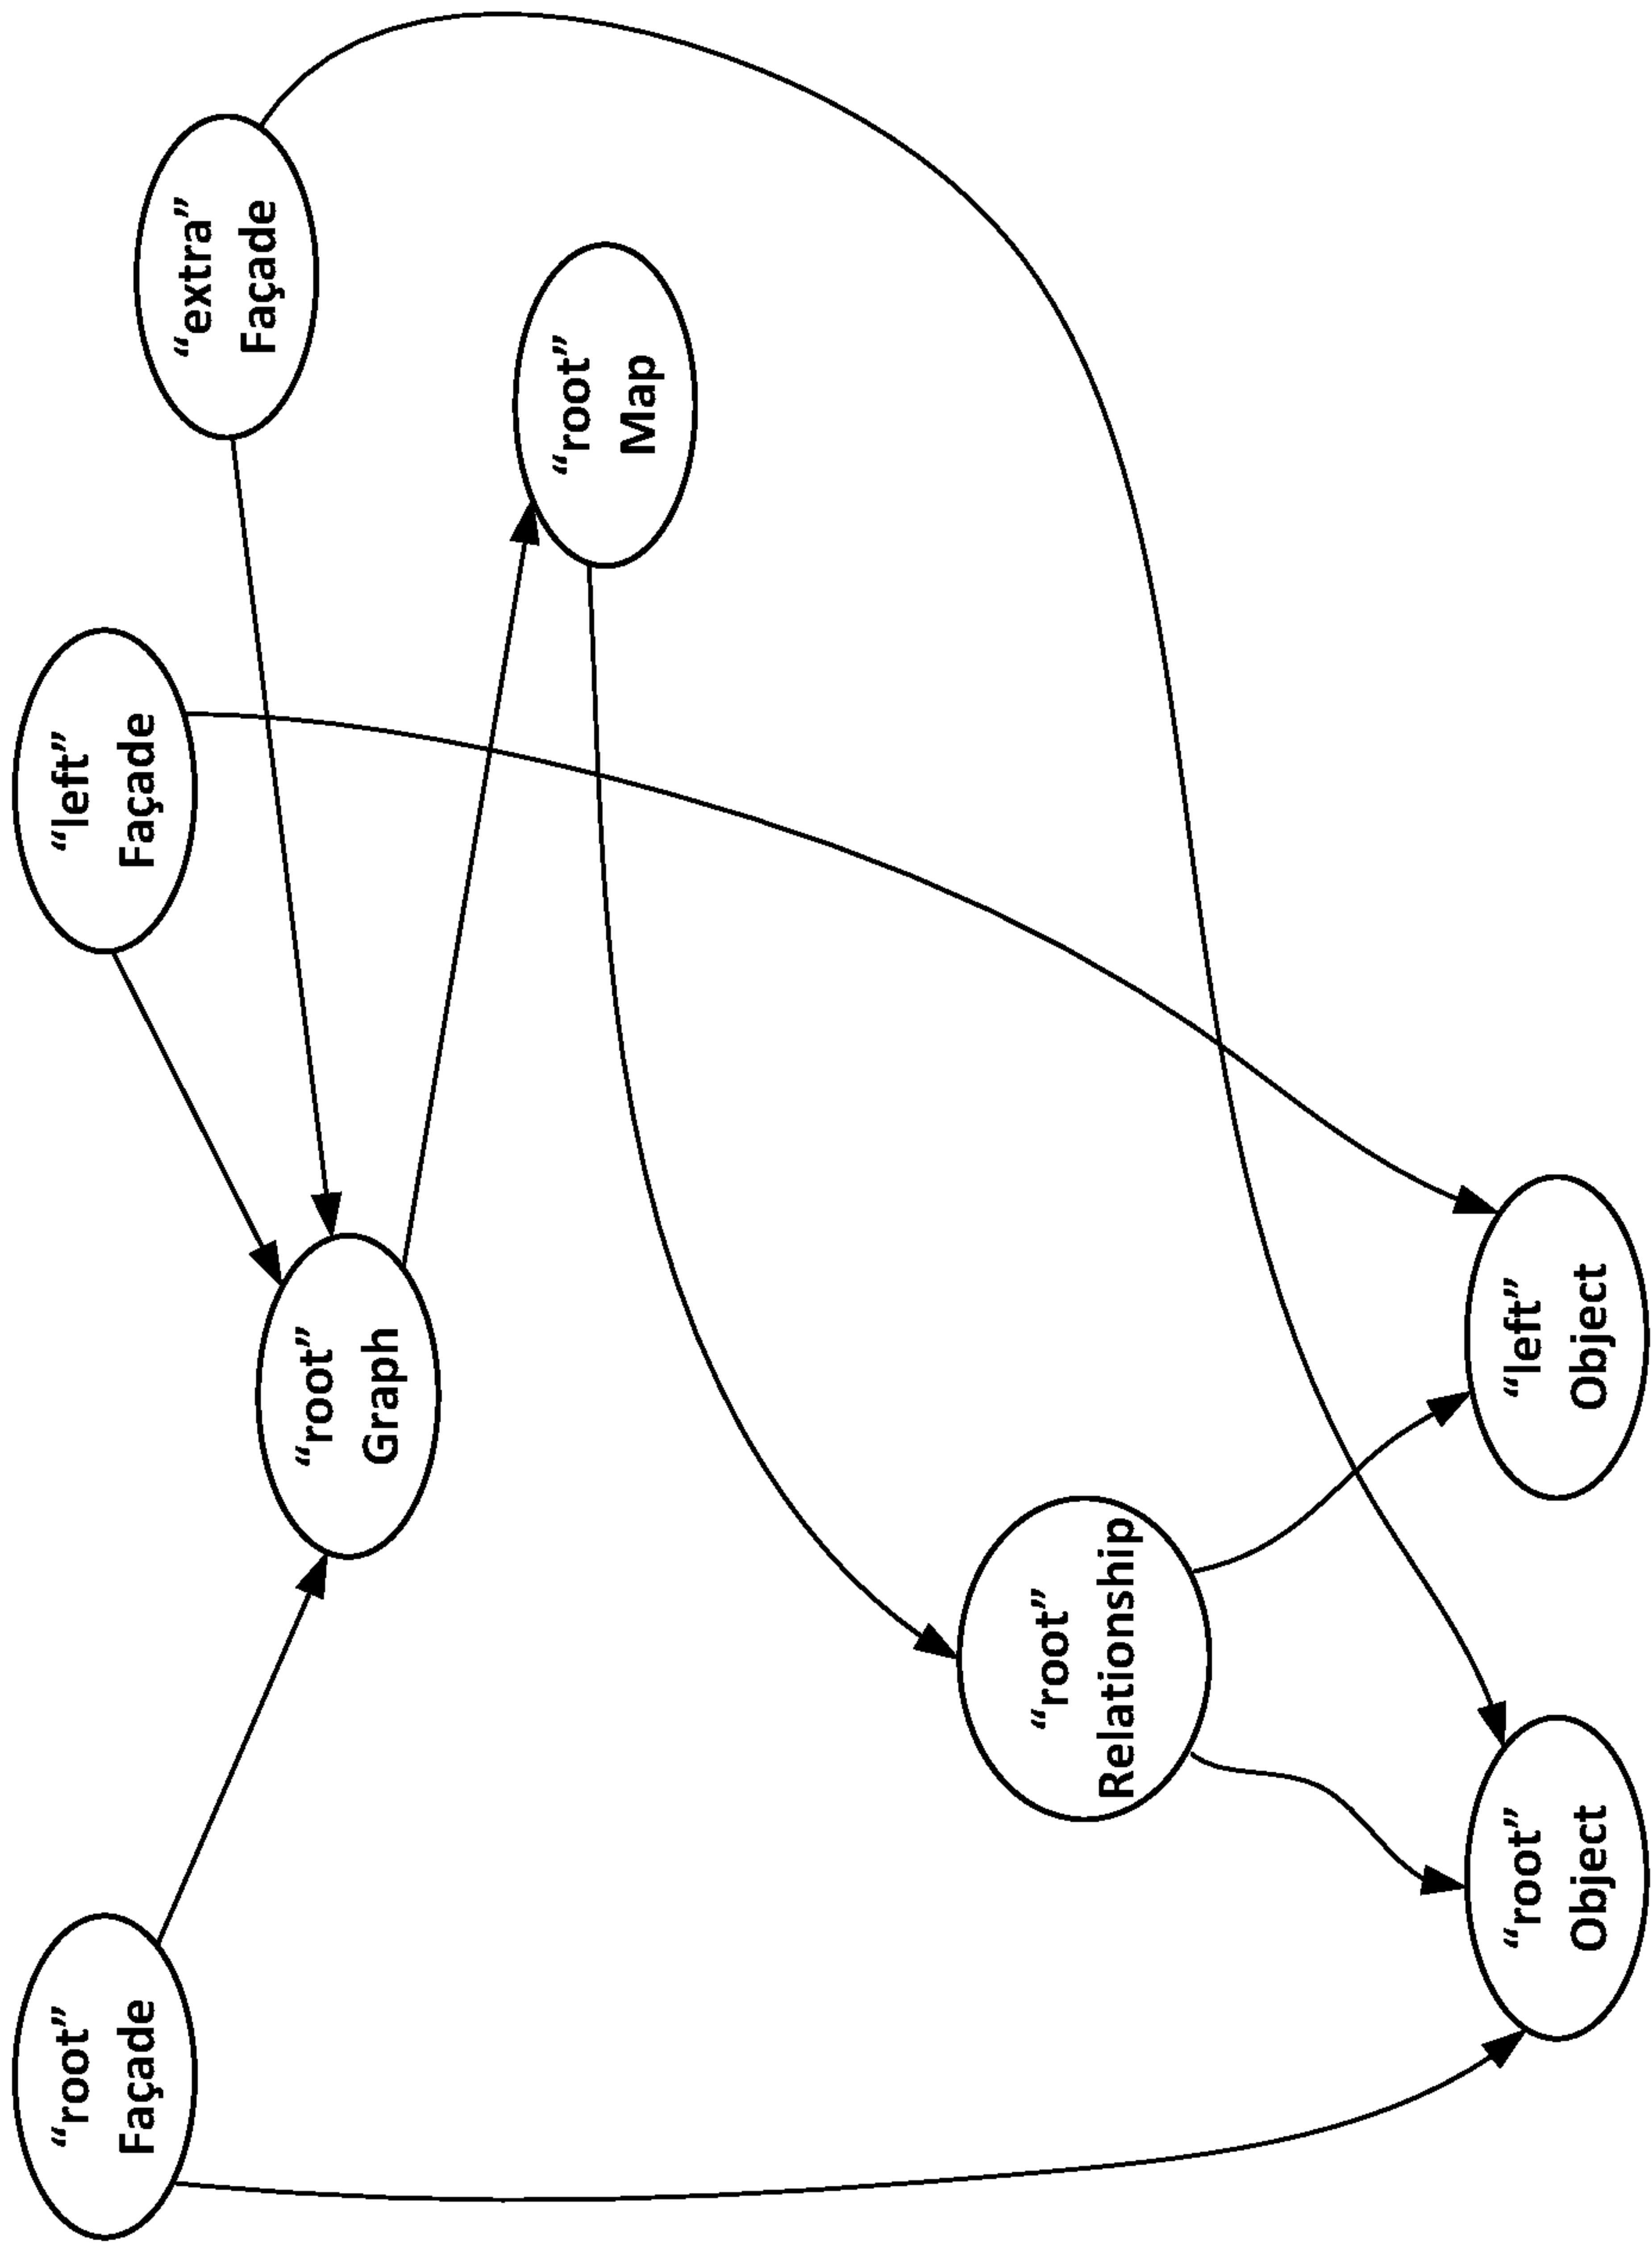 “root”
Façade
“left”
Façade
“extra”
Façade
“root”
Graph
“root”
Map
“root”
Relationship
“root”
Object
“left”
Object